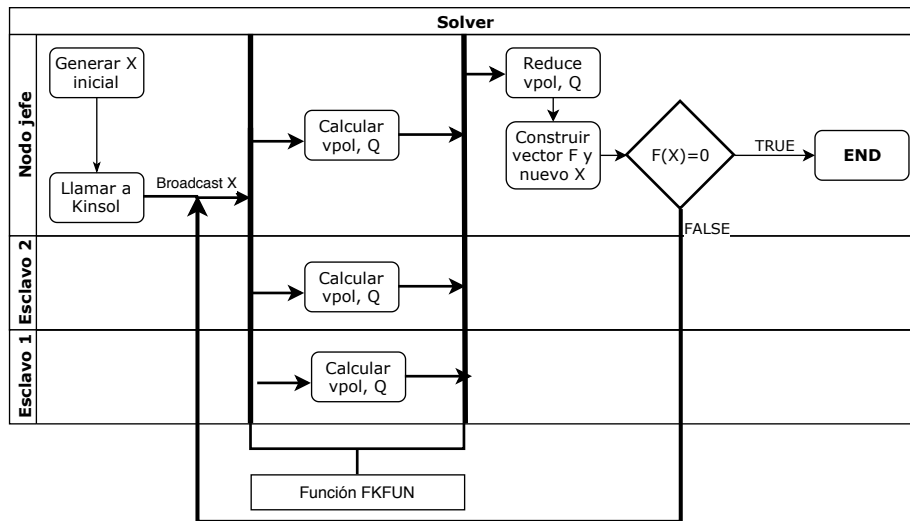 Solver
Nodo jefe
Generar X
inicial
Llamar a
Kinsol
Broadcast X
Calcular
vpol, Q
Reduce
vpol, Q
Construir
vector F y
nuevo X
F(X)=0
TRUE
END
FALSE
Esclavo 2
Calcular
vpol, Q
Esclavo 1
Calcular
vpol, Q
Función FKFUN